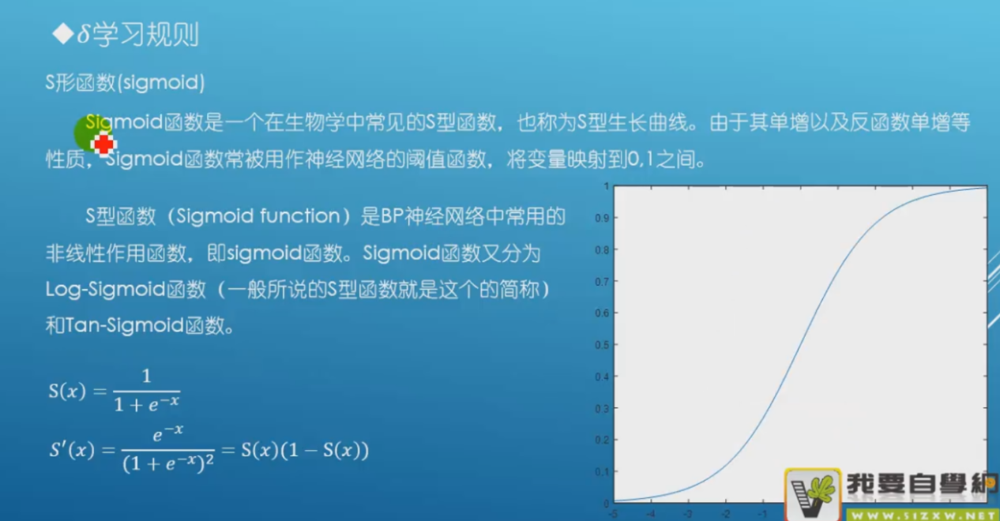 ◆δ学习规则
S形函数(sigmoid)
Sigmoid函数是一个在生物学中常见的S型函数，也称为S型生长曲线。由于其单增以及反函数单增等
性质，Sigmoid函数常被用作神经网络的阈值函数，将变量映射到0,1之间。
S型函数（Sigmoid function）是BP神经网络中常用的
非线性作用函数，即sigmoid函数。Sigmoid函数又分为
Log-Sigmoid函数（一般所说的S型函数就是这个的简称）
和Tan-Sigmoid函数。
S(x) = 1 / (1 + e^{-x})
S′(x) = e^{-x} / (1 + e^{-x})² = S(x)(1 − S(x))
1
0.9
0.8
0.7
0.6
0.5
0.4
0.3
0.2
0.1
0
-5 -4 -3 -2 -1
我要自學網
WWW.51ZXW.NET